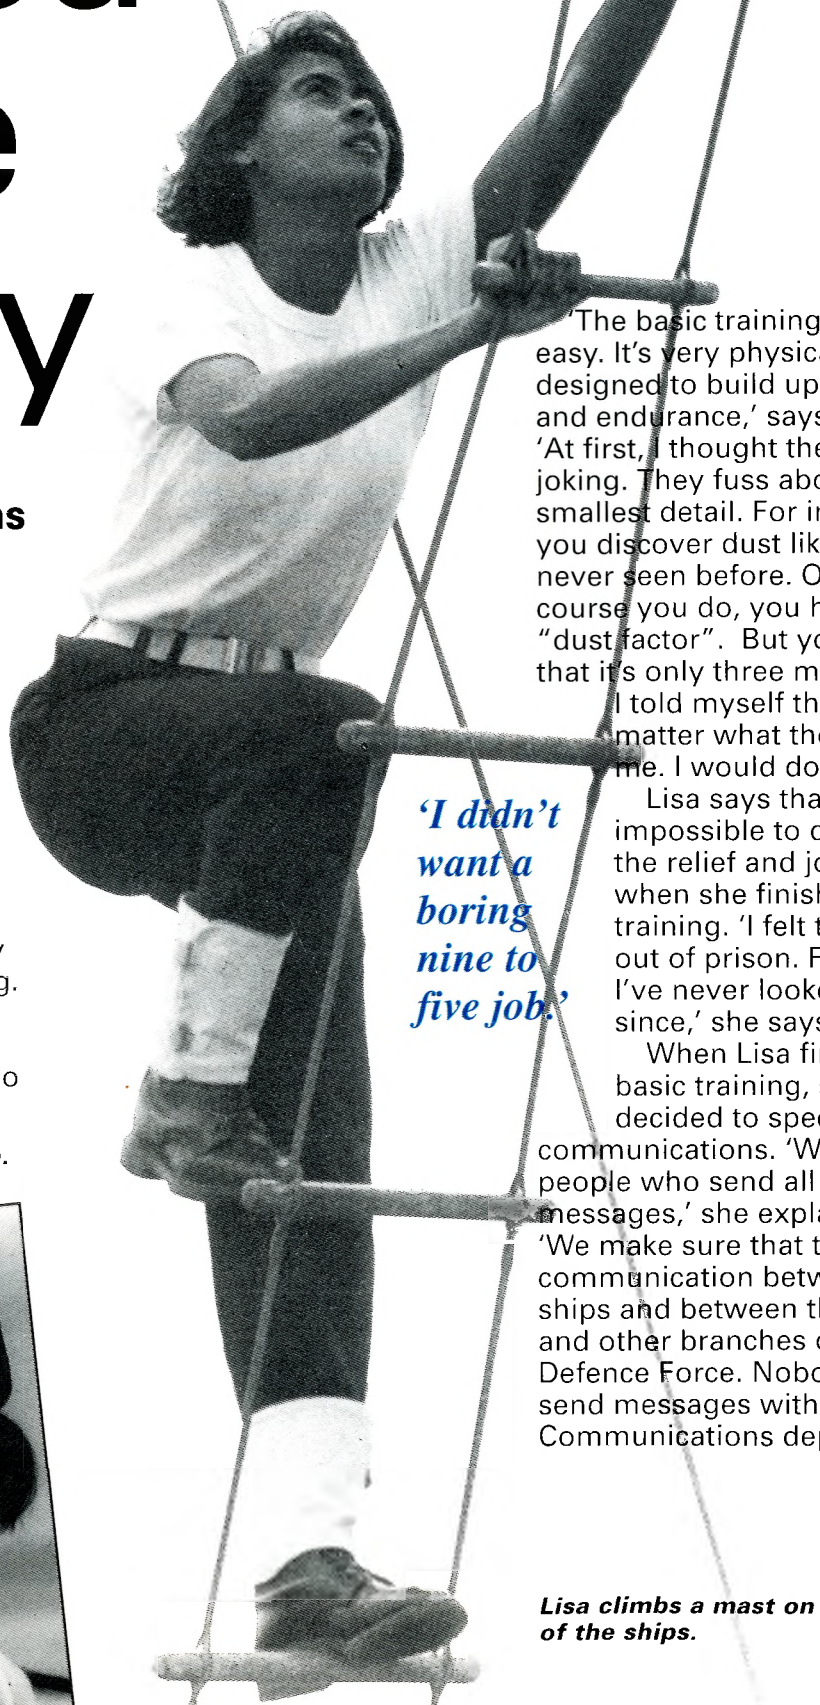 e
y
‘The basic training
easy. It’s very physic
designed to build up
and endurance,’ says
‘At first, I thought the
joking. They fuss abo
smallest detail. For in
you discover dust lik
never seen before. O
course you do, you h
“dust factor”. But yo
that it’s only three m
I told myself th
matter what the
me. I would do
Lisa says tha
impossible to d
the relief and jo
when she finish
training. ‘I felt t
out of prison. F
I’ve never looke
since,’ she says
When Lisa fin
basic training, s
decided to spec
communications. ‘W
people who send all
messages,’ she expla
‘We make sure that t
communication betw
ships and between th
and other branches o
Defence Force. Nobo
send messages with
Communications dep
‘I didn’t
want a
boring
nine to
five job.’
Lisa climbs a mast on
of the ships.